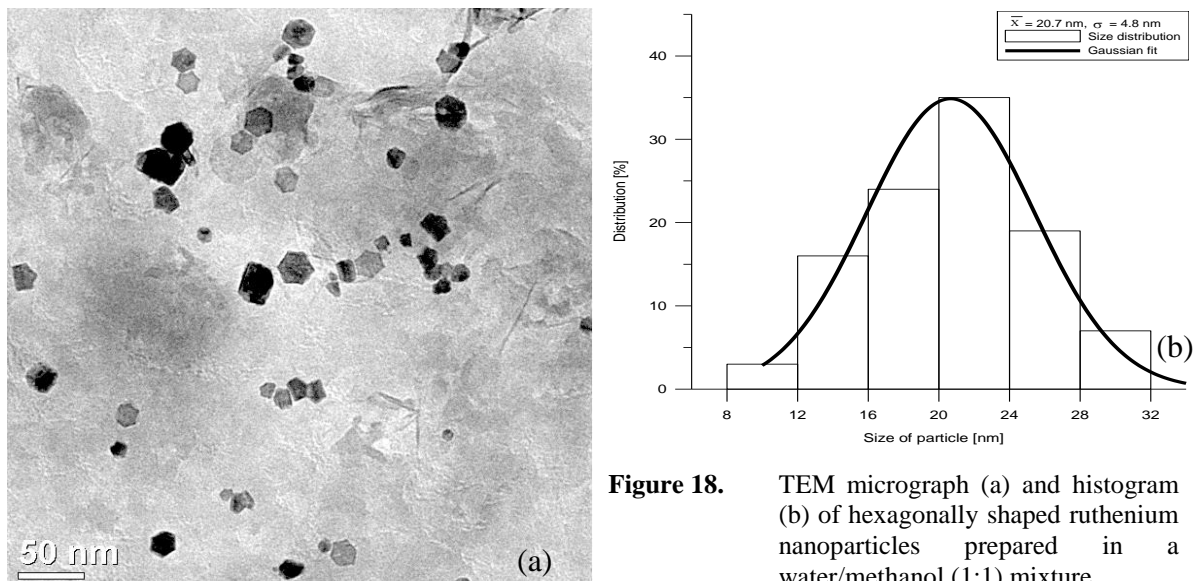 50 nm
(a)
x̄ = 20.7 nm, σ = 4.8 nm
Size distribution
Gaussian fit
40
30
20
10
0
Distribution [%]
8 12 16 20 24 28 32
Size of particle [nm]
(b)
Figure 18. TEM micrograph (a) and histogram
(b) of hexagonally shaped ruthenium
nanoparticles prepared in a
water/methanol (1:1) mixture